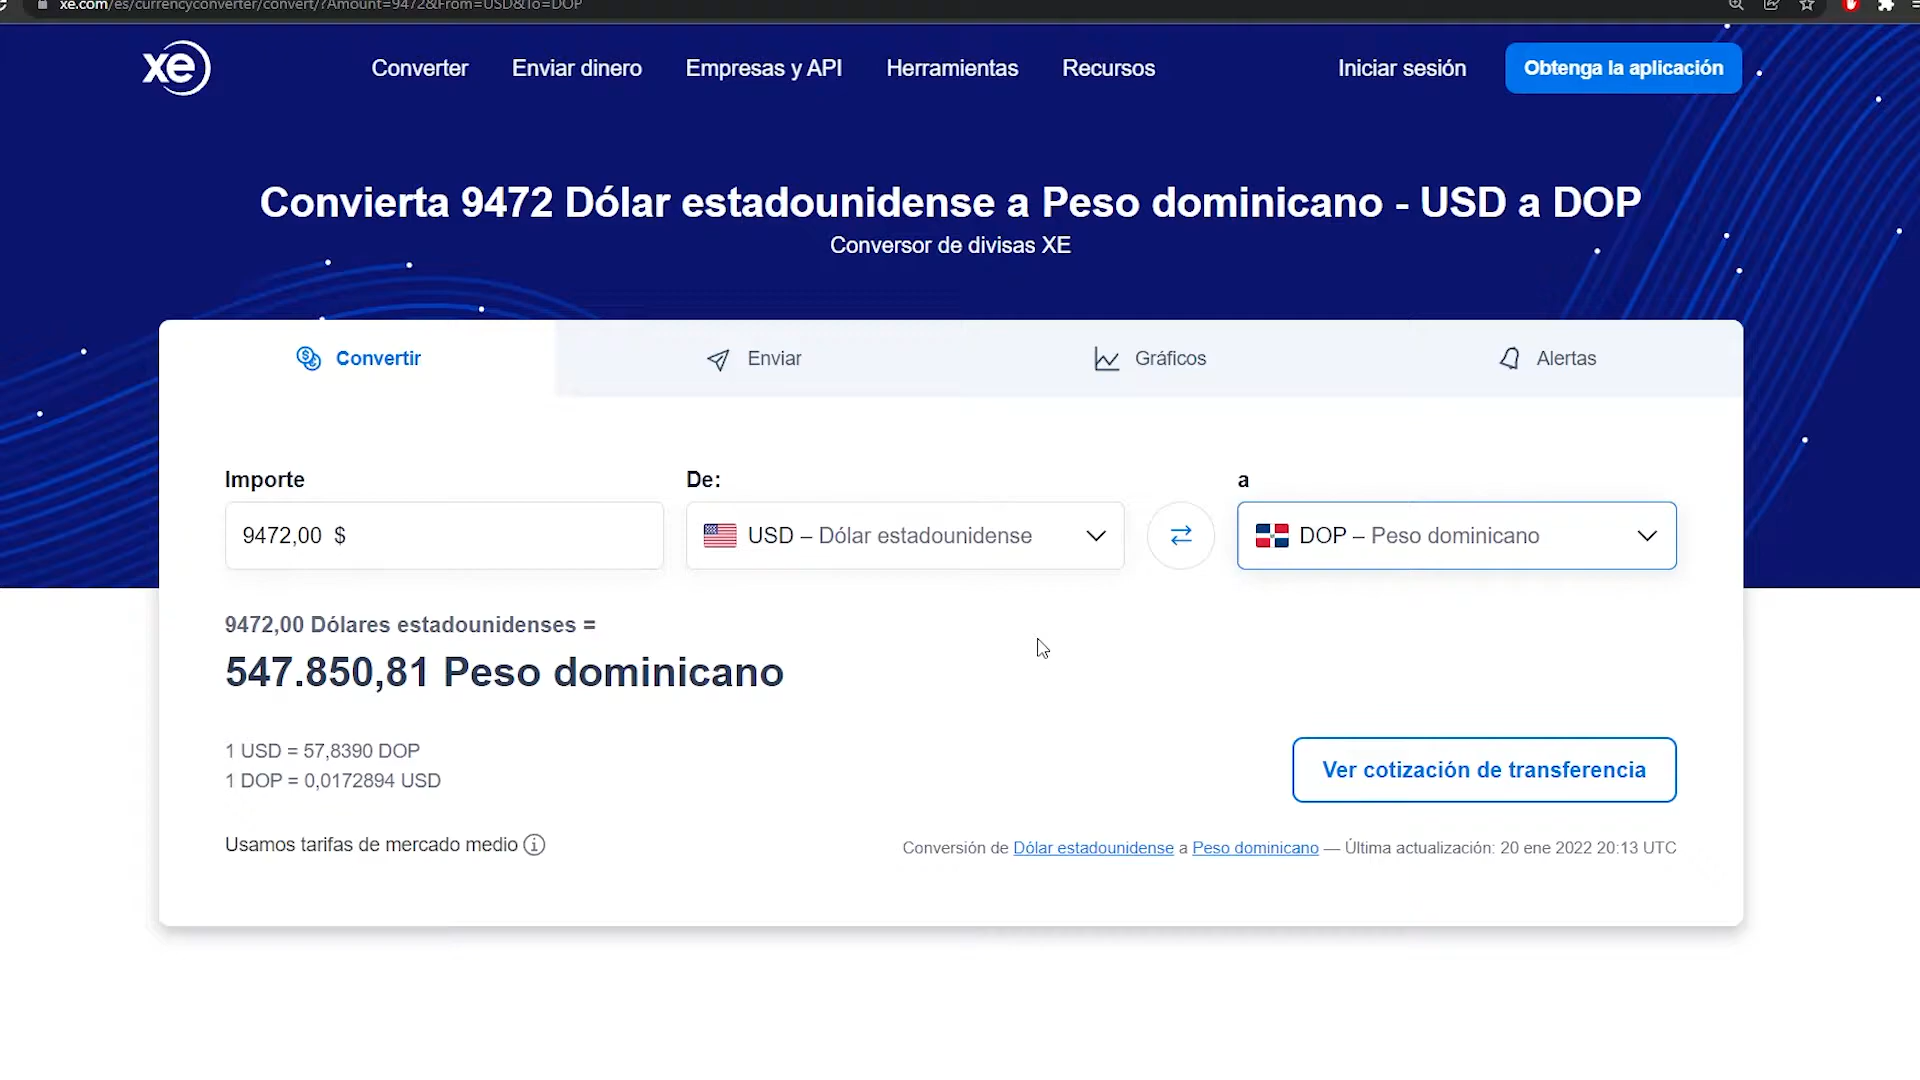 xe.com/es/currencyconverter/convert/?Amount=9472&From=USD&To=DOP
xe
Converter
Enviar dinero
Empresas y API
Herramientas
Recursos
Iniciar sesión
Obtenga la aplicación
Convierta 9472 Dólar estadounidense a Peso dominicano - USD a DOP
Conversor de divisas XE
Convertir
Enviar
Gráficos
Alertas
Importe
De:
a
9472,00 $
USD – Dólar estadounidense
DOP – Peso dominicano
9472,00 Dólares estadounidenses =
547.850,81 Peso dominicano
1 USD = 57,8390 DOP
1 DOP = 0,0172894 USD
Ver cotización de transferencia
Usamos tarifas de mercado medio
Conversión de Dólar estadounidense a Peso dominicano — Última actualización: 20 ene 2022 20:13 UTC